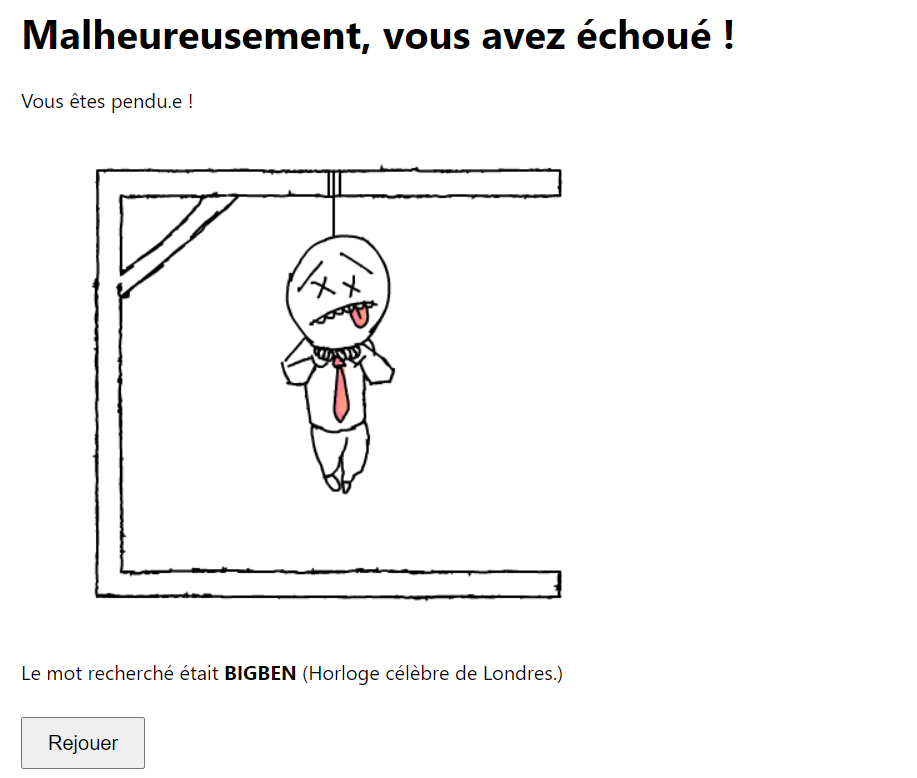 Malheureusement, vous avez échoué !
Vous êtes pendu.e !
Le mot recherché était BIGBEN (Horloge célèbre de Londres.)
Rejouer